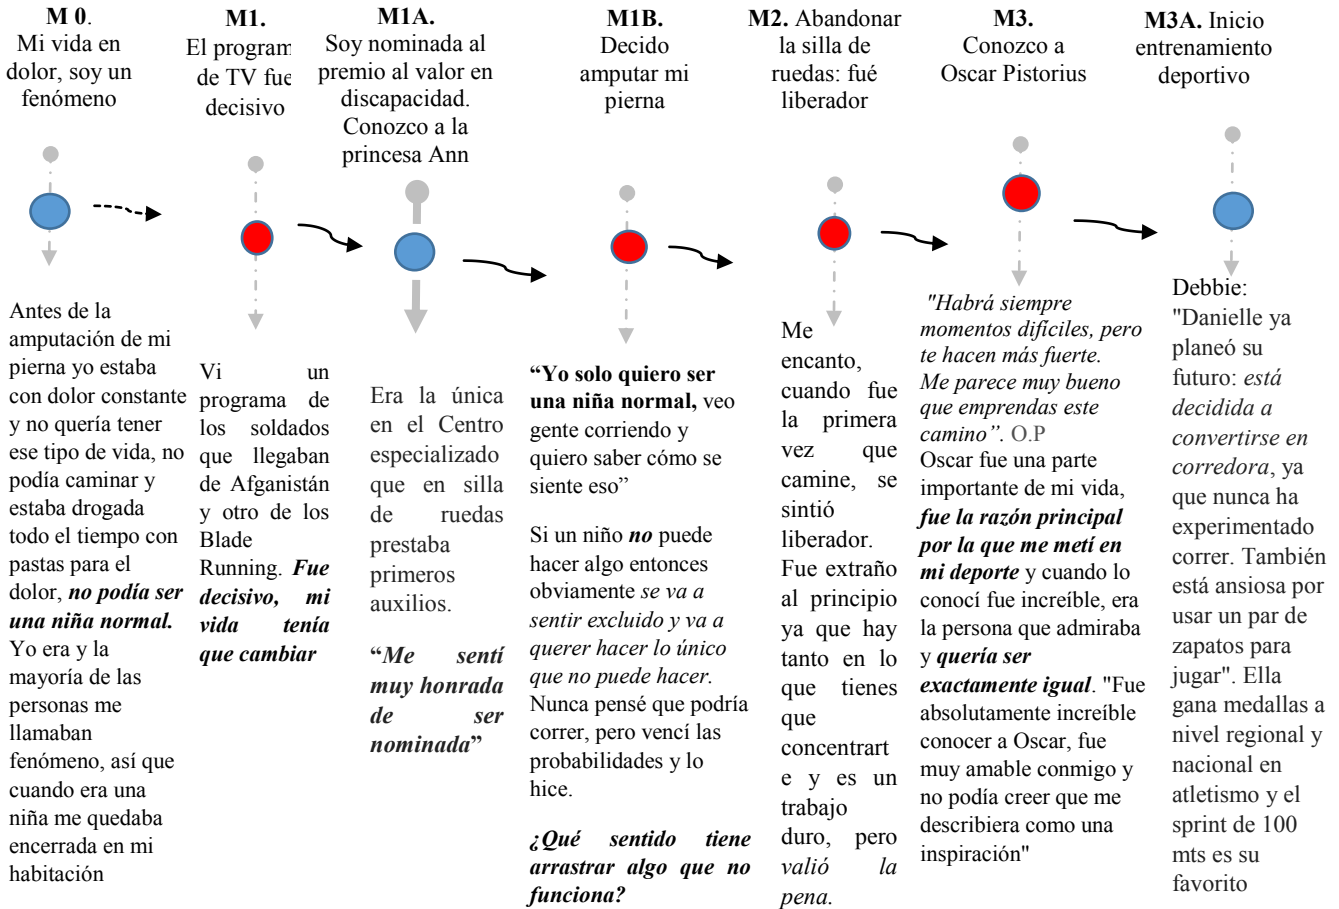 M 0.
Mi vida en
dolor, soy un
fenómeno
M1.
El program
de TV fue
decisivo
M1A.
Soy nominada al
premio al valor en
discapacidad.
Conozco a la
princesa Ann
M1B.
Decido
amputar mi
pierna
M2. Abandonar
la silla de
ruedas: fué
liberador
M3.
Conozco a
Oscar Pistorius
M3A. Inicio
entrenamiento
deportivo
Antes de la
amputación de mi
pierna yo estaba
con dolor constante
y no quería tener
ese tipo de vida, no
podía caminar y
estaba drogada
todo el tiempo con
pastas para el
dolor, no podía ser
una niña normal.
Yo era y la
mayoría de las
personas me
llamaban
fenómeno, así que
cuando era una
niña me quedaba
encerrada en mi
habitación
Vi un
programa de
los soldados
que llegaban
de Afganistán
y otro de los
Blade
Running. Fue
decisivo, mi
vida tenía
que cambiar
Era la única
en el Centro
especializado
que en silla
de ruedas
prestaba
primeros
auxilios.
“Me sentí
muy honrada
de ser
nominada”
“Yo solo quiero ser
una niña normal, veo
gente corriendo y
quiero saber cómo se
siente eso”
Si un niño no puede
hacer algo entonces
obviamente se va a
sentir excluido y va a
querer hacer lo único
que no puede hacer.
Nunca pensé que podría
correr, pero vencí las
probabilidades y lo
hice.
¿Qué sentido tiene
arrastrar algo que no
funciona?
Me
encanto,
cuando fue
la primera
vez que
camine, se
sintió
liberador.
Fue extraño
al principio
ya que hay
tanto en lo
que tienes
que
concentrart
e y es un
trabajo
duro, pero
valió la
pena.
"Habrá siempre
momentos difíciles, pero
te hacen más fuerte.
Me parece muy bueno
que emprendas este
camino”. O.P
Oscar fue una parte
importante de mi vida,
fue la razón principal
por la que me metí en
mi deporte y cuando lo
conocí fue increíble, era
la persona que admiraba
y quería ser
exactamente igual. "Fue
absolutamente increíble
conocer a Oscar, fue
muy amable conmigo y
no podía creer que me
describiera como una
inspiración"
Debbie:
"Danielle ya
planeó su
futuro: está
decidida a
convertirse en
corredora, ya
que nunca ha
experimentado
correr. También
está ansiosa por
usar un par de
zapatos para
jugar". Ella
gana medallas a
nivel regional y
nacional en
atletismo y el
sprint de 100
mts es su
favorito